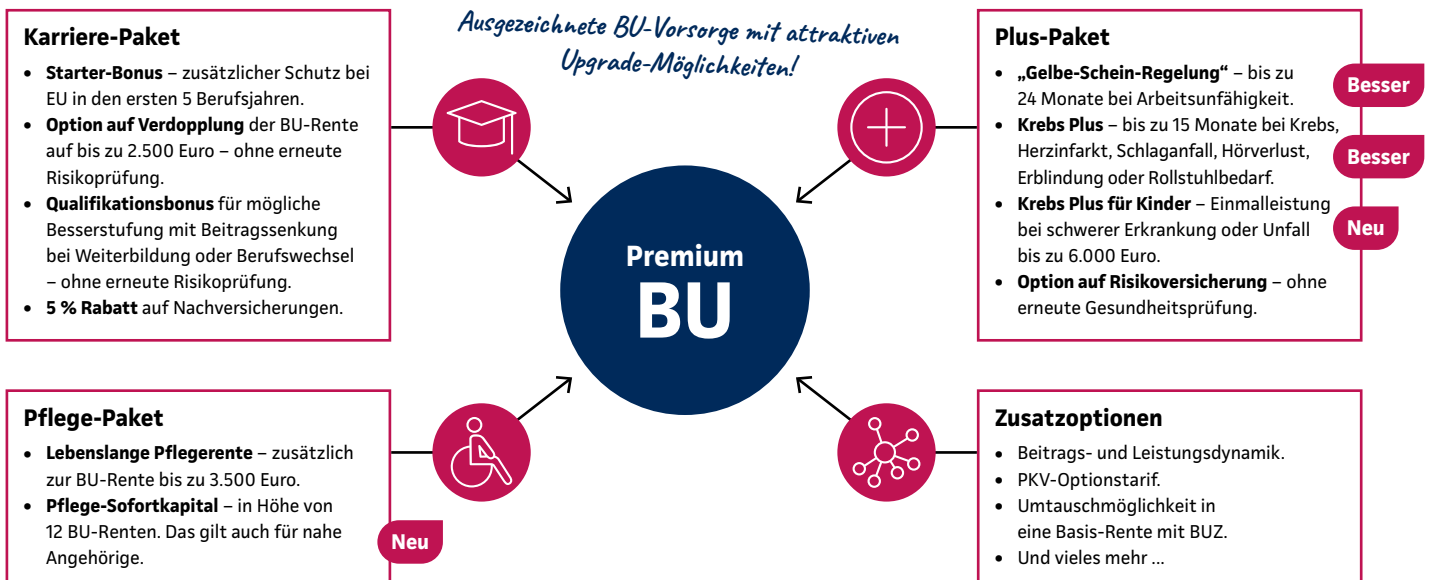 Ausgezeichnete BU-Vorsorge mit attraktiven
Upgrade-Möglichkeiten!
Karriere-Paket
• Starter-Bonus – zusätzlicher Schutz bei
EU in den ersten 5 Berufsjahren.
• Option auf Verdopplung der BU-Rente
auf bis zu 2.500 Euro – ohne erneute
Risikoprüfung.
• Qualifikationsbonus für mögliche
Besserstufung mit Beitragssenkung
bei Weiterbildung oder Berufswechsel
– ohne erneute Risikoprüfung.
• 5 % Rabatt auf Nachversicherungen.
Plus-Paket
• „Gelbe-Schein-Regelung“ – bis zu
24 Monate bei Arbeitsunfähigkeit.
Besser
• Krebs Plus – bis zu 15 Monate bei Krebs,
Herzinfarkt, Schlaganfall, Hörverlust,
Erblindung oder Rollstuhlbedarf.
Besser
• Krebs Plus für Kinder – Einmalleistung
bei schwerer Erkrankung oder Unfall
bis zu 6.000 Euro.
Neu
• Option auf Risikoversicherung – ohne
erneute Gesundheitsprüfung.
Premium
BU
Pflege-Paket
• Lebenslange Pflegerente – zusätzlich
zur BU-Rente bis zu 3.500 Euro.
• Pflege-Sofortkapital – in Höhe von
12 BU-Renten. Das gilt auch für nahe
Angehörige.
Neu
Zusatzoptionen
• Beitrags- und Leistungsdynamik.
• PKV-Optionstarif.
• Umtauschmöglichkeit in
eine Basis-Rente mit BUZ.
• Und vieles mehr ...